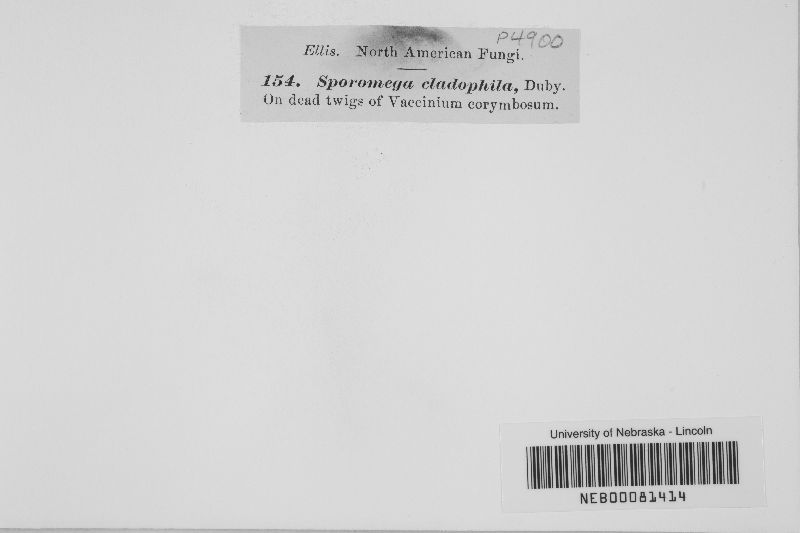 P4900
Ellis. North American Fungi.
154. Sporomega cladophila, Duby.
On dead twigs of Vaccinium corymbosum.
University of Nebraska - Lincoln
NEB00081414